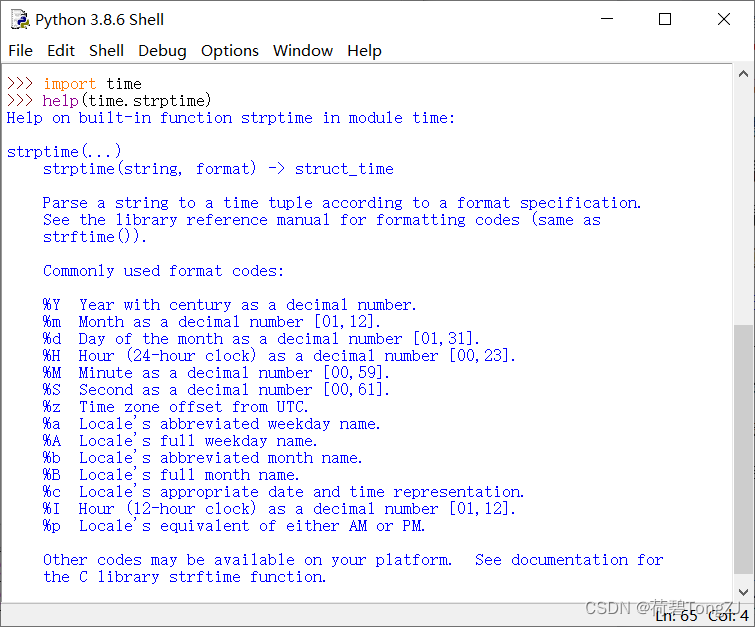 Python 3.8.6 Shell
File Edit Shell Debug Options Window Help
>>> import time
>>> help(time.strptime)
Help on built-in function strptime in module time:
strptime(...)
strptime(string, format) -> struct_time
Parse a string to a time tuple according to a format specification.
See the library reference manual for formatting codes (same as
strftime()).
Commonly used format codes:
%Y Year with century as a decimal number.
%m Month as a decimal number [01,12].
%d Day of the month as a decimal number [01,31].
%H Hour (24-hour clock) as a decimal number [00,23].
%M Minute as a decimal number [00,59].
%S Second as a decimal number [00,61].
%z Time zone offset from UTC.
%a Locale's abbreviated weekday name.
%A Locale's full weekday name.
%b Locale's abbreviated month name.
%B Locale's full month name.
%c Locale's appropriate date and time representation.
%I Hour (12-hour clock) as a decimal number [01,12].
%p Locale's equivalent of either AM or PM.
Other codes may be available on your platform. See documentation for
the C library strftime function.
CSDN @荷碧TongZJ
Ln: 65 Col: 4